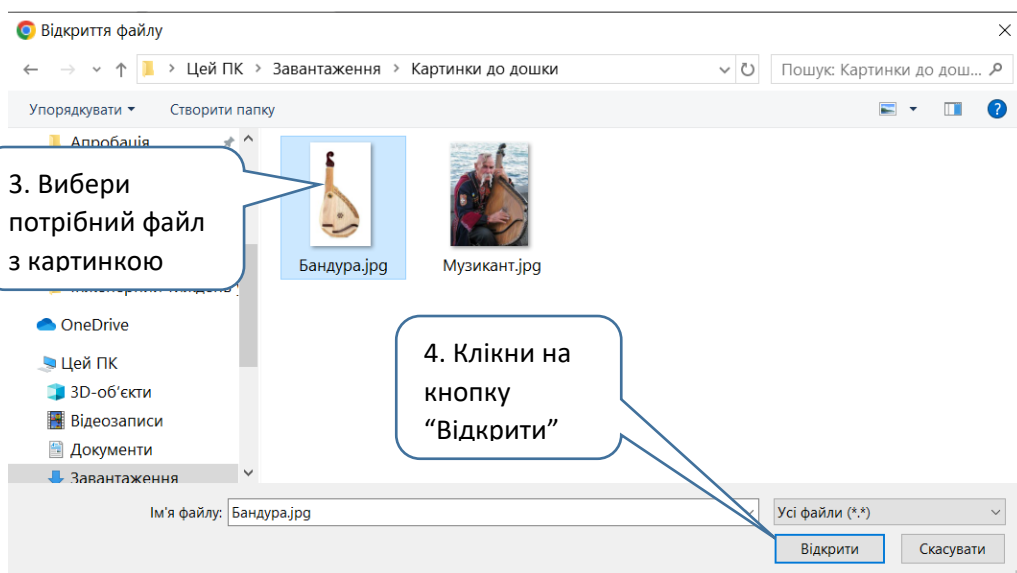 Відкриття файлу
Цей ПК > Завантаження > Картинки до дошки
Пошук: Картинки до дош...
Упорядкувати
Створити папку
Апробація
3. Вибери
потрібний файл
з картинкою
Бандура.jpg
Музикант.jpg
OneDrive
Цей ПК
3D-об'єкти
Відеозаписи
Документи
Завантаження
4. Клікни на
кнопку
“Відкрити”
Ім'я файлу: Бандура.jpg
Усі файли (*.*)
Відкрити
Скасувати